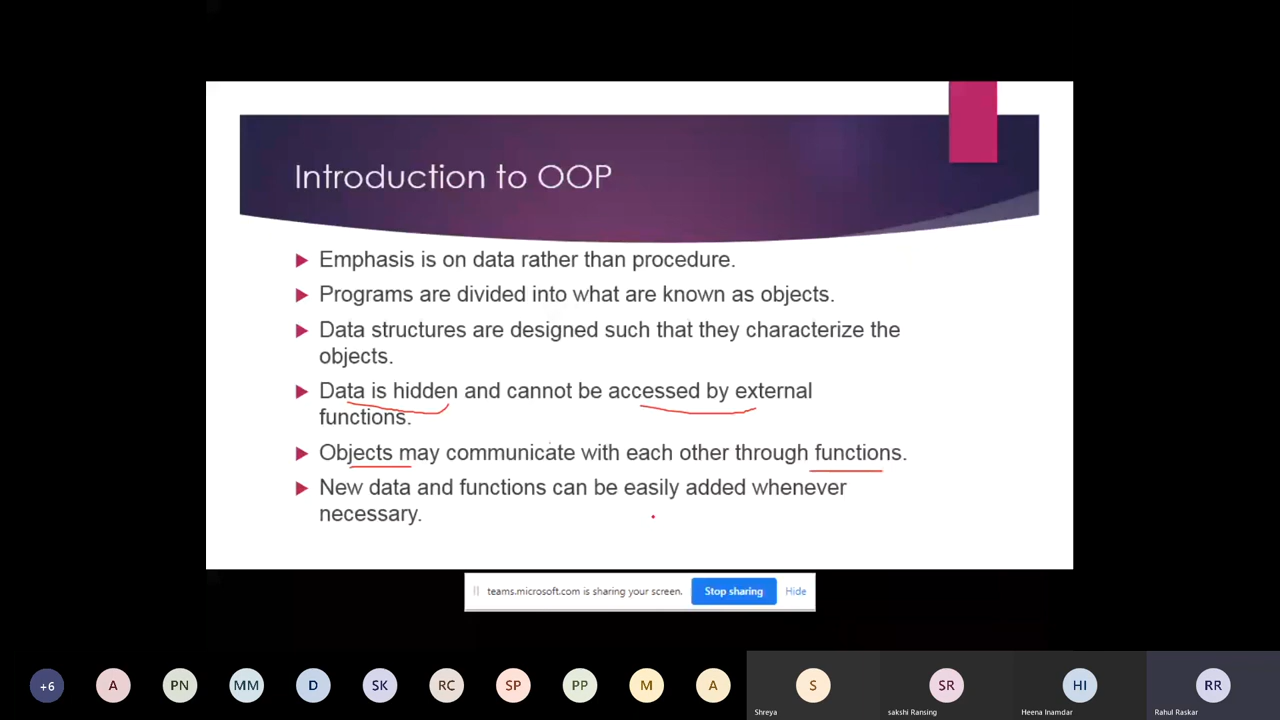 Introduction to OOP
Emphasis is on data rather than procedure.
Programs are divided into what are known as objects.
Data structures are designed such that they characterize the
objects.
Data is hidden and cannot be accessed by external
functions.
Objects may communicate with each other through functions.
New data and functions can be easily added whenever
necessary.
teams.microsoft.com is sharing your screen. Stop sharing Hide
+6 A PN MM D SK RC SP PP M A S SR HI RR
Shreya sakshi Ransing Heena Inamdar Rahul Raskar